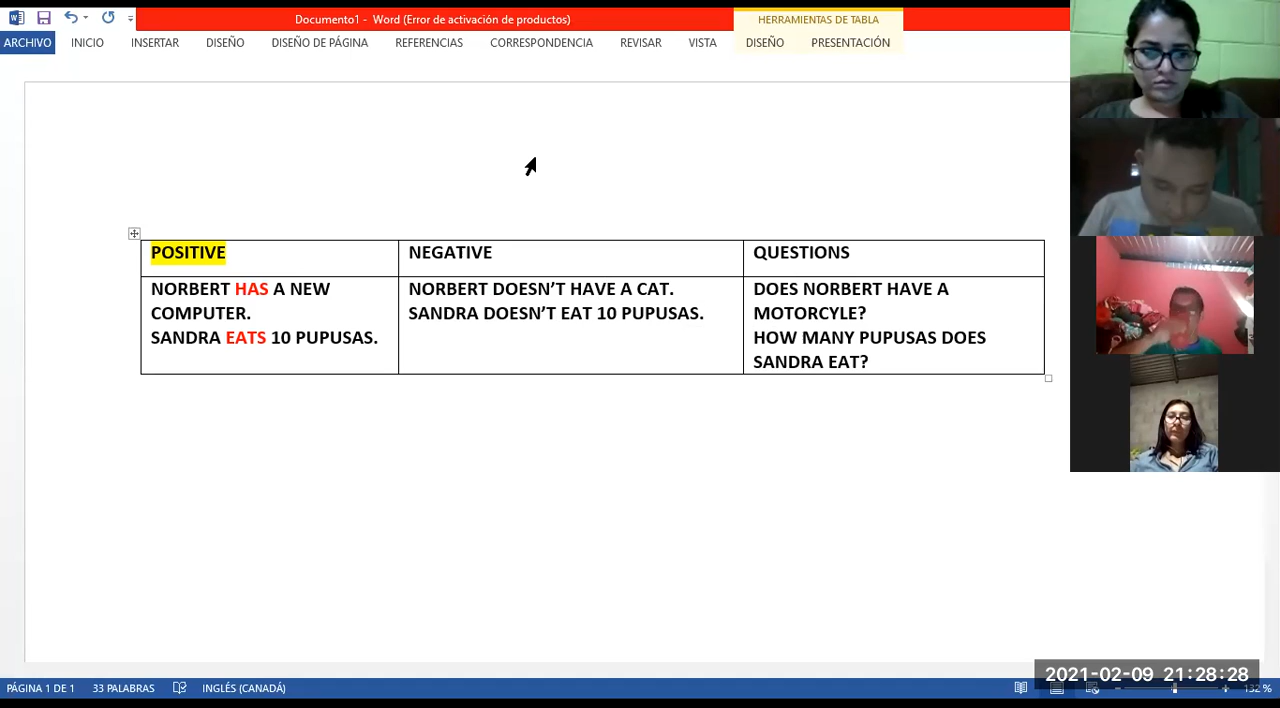 Documento1 - Word (Error de activación de productos)
HERRAMIENTAS DE TABLA
ARCHIVO INICIO INSERTAR DISEÑO DISEÑO DE PÁGINA REFERENCIAS CORRESPONDENCIA REVISAR VISTA DISEÑO PRESENTACIÓN
POSITIVE
NORBERT HAS A NEW
COMPUTER.
SANDRA EATS 10 PUPUSAS.
NEGATIVE
NORBERT DOESN'T HAVE A CAT.
SANDRA DOESN'T EAT 10 PUPUSAS.
QUESTIONS
DOES NORBERT HAVE A
MOTORCYLE?
HOW MANY PUPUSAS DOES
SANDRA EAT?
2021-02-09 21:28:28
PÁGINA 1 DE 1 33 PALABRAS INGLÉS (CANADÁ) 132 %